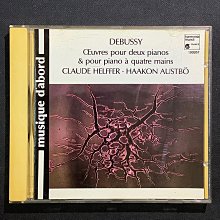 musique d'abord
DEBUSSY
Œuvres pour deux pianos
& pour piano à quatre mains
CLAUDE HELFFER - HAAKON AUSTBÖ